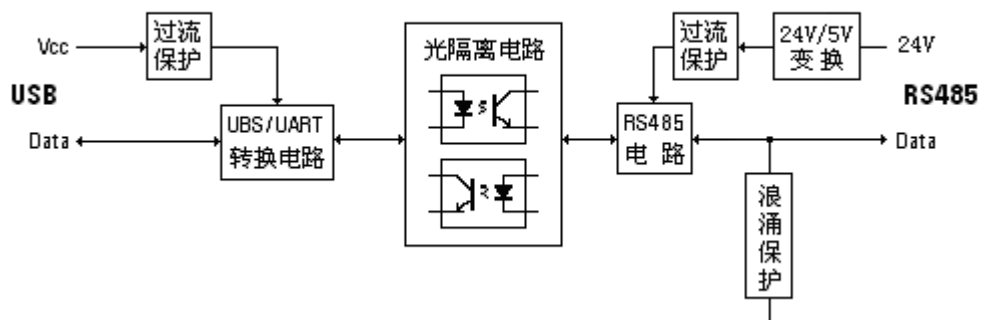 Vcc
过流
保护
光隔离电路
过流
保护
24V/5V
变 换
24V
USB
RS485
Data
UBS/UART
转换电路
RS485
电 路
Data
浪
涌
保
护